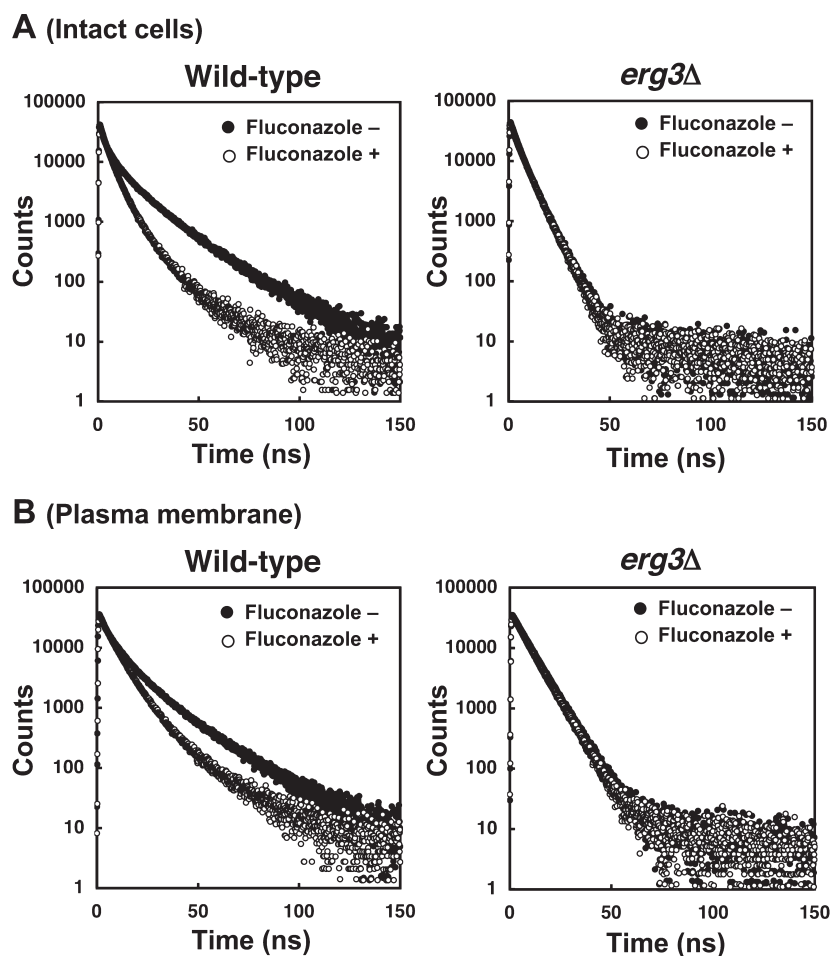 A (Intact cells)
Wild-type
100000
10000
1000
100
10
1
Counts
Fluconazole –
Fluconazole +
0 50 100 150
Time (ns)
erg3Δ
100000
10000
1000
100
10
1
Counts
Fluconazole –
Fluconazole +
0 50 100 150
Time (ns)
B (Plasma membrane)
Wild-type
100000
10000
1000
100
10
1
Counts
Fluconazole –
Fluconazole +
0 50 100 150
Time (ns)
erg3Δ
100000
10000
1000
100
10
1
Counts
Fluconazole –
Fluconazole +
0 50 100 150
Time (ns)